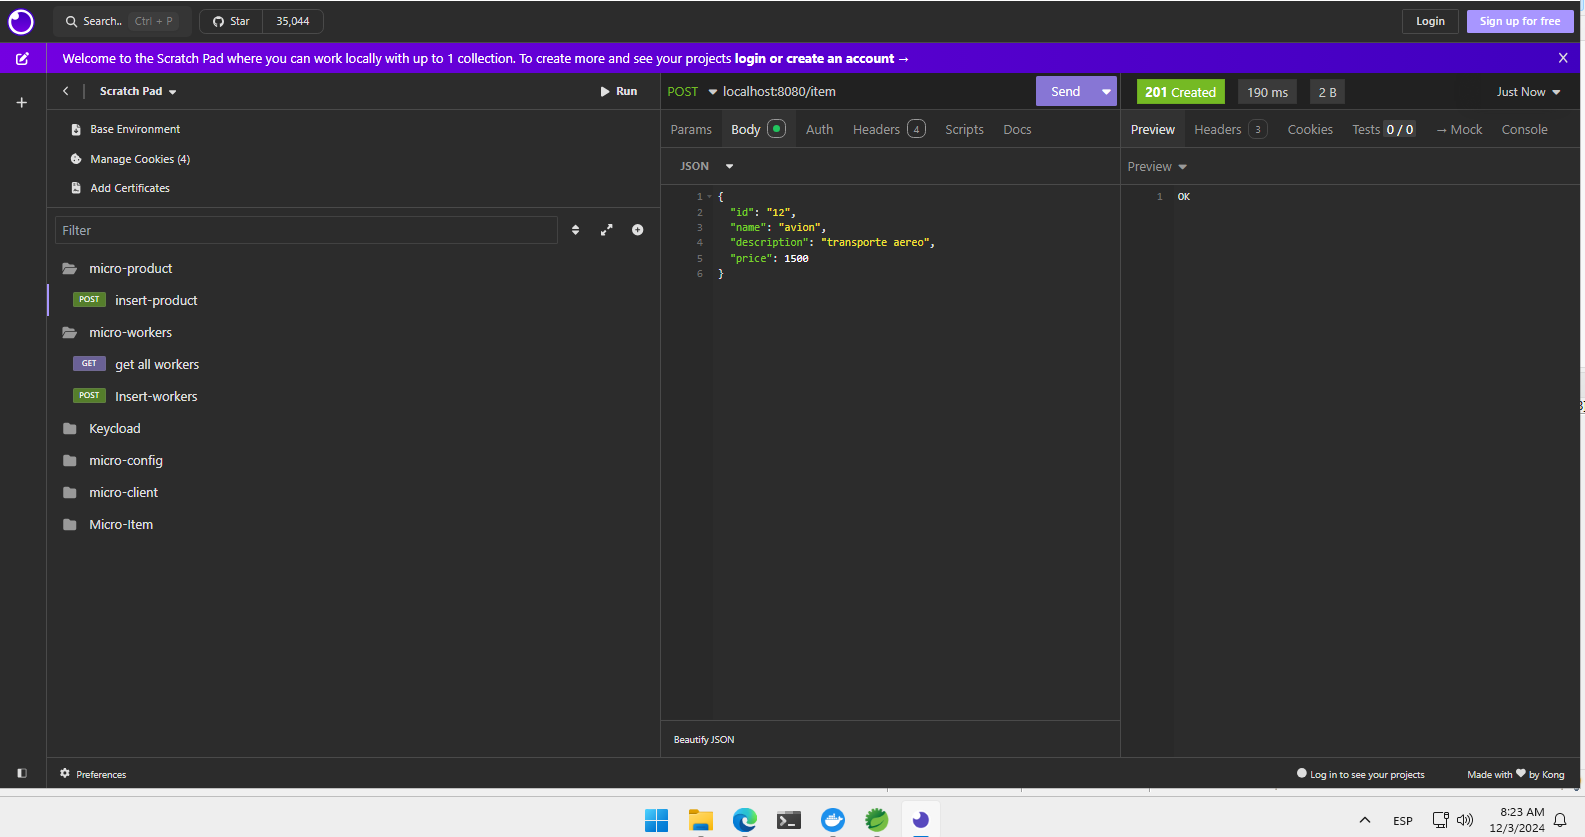 Search.. Ctrl + P Star 35,044 Login Sign up for free
Welcome to the Scratch Pad where you can work locally with up to 1 collection. To create more and see your projects login or create an account →
Scratch Pad Run
Base Environment
Manage Cookies (4)
Add Certificates
Filter
micro-product
POST insert-product
micro-workers
GET get all workers
POST Insert-workers
Keycload
micro-config
micro-client
Micro-Item
Preferences
POST localhost:8080/item Send
Params Body Auth Headers 4 Scripts Docs
JSON
1 {
2 "id": "12",
3 "name": "avion",
4 "description": "transporte aereo",
5 "price": 1500
6 }
Beautify JSON
201 Created 190 ms 2 B Just Now
Preview Headers 3 Cookies Tests 0 / 0 → Mock Console
Preview
1 OK
Log in to see your projects Made with by Kong
ESP
8:23 AM
12/3/2024